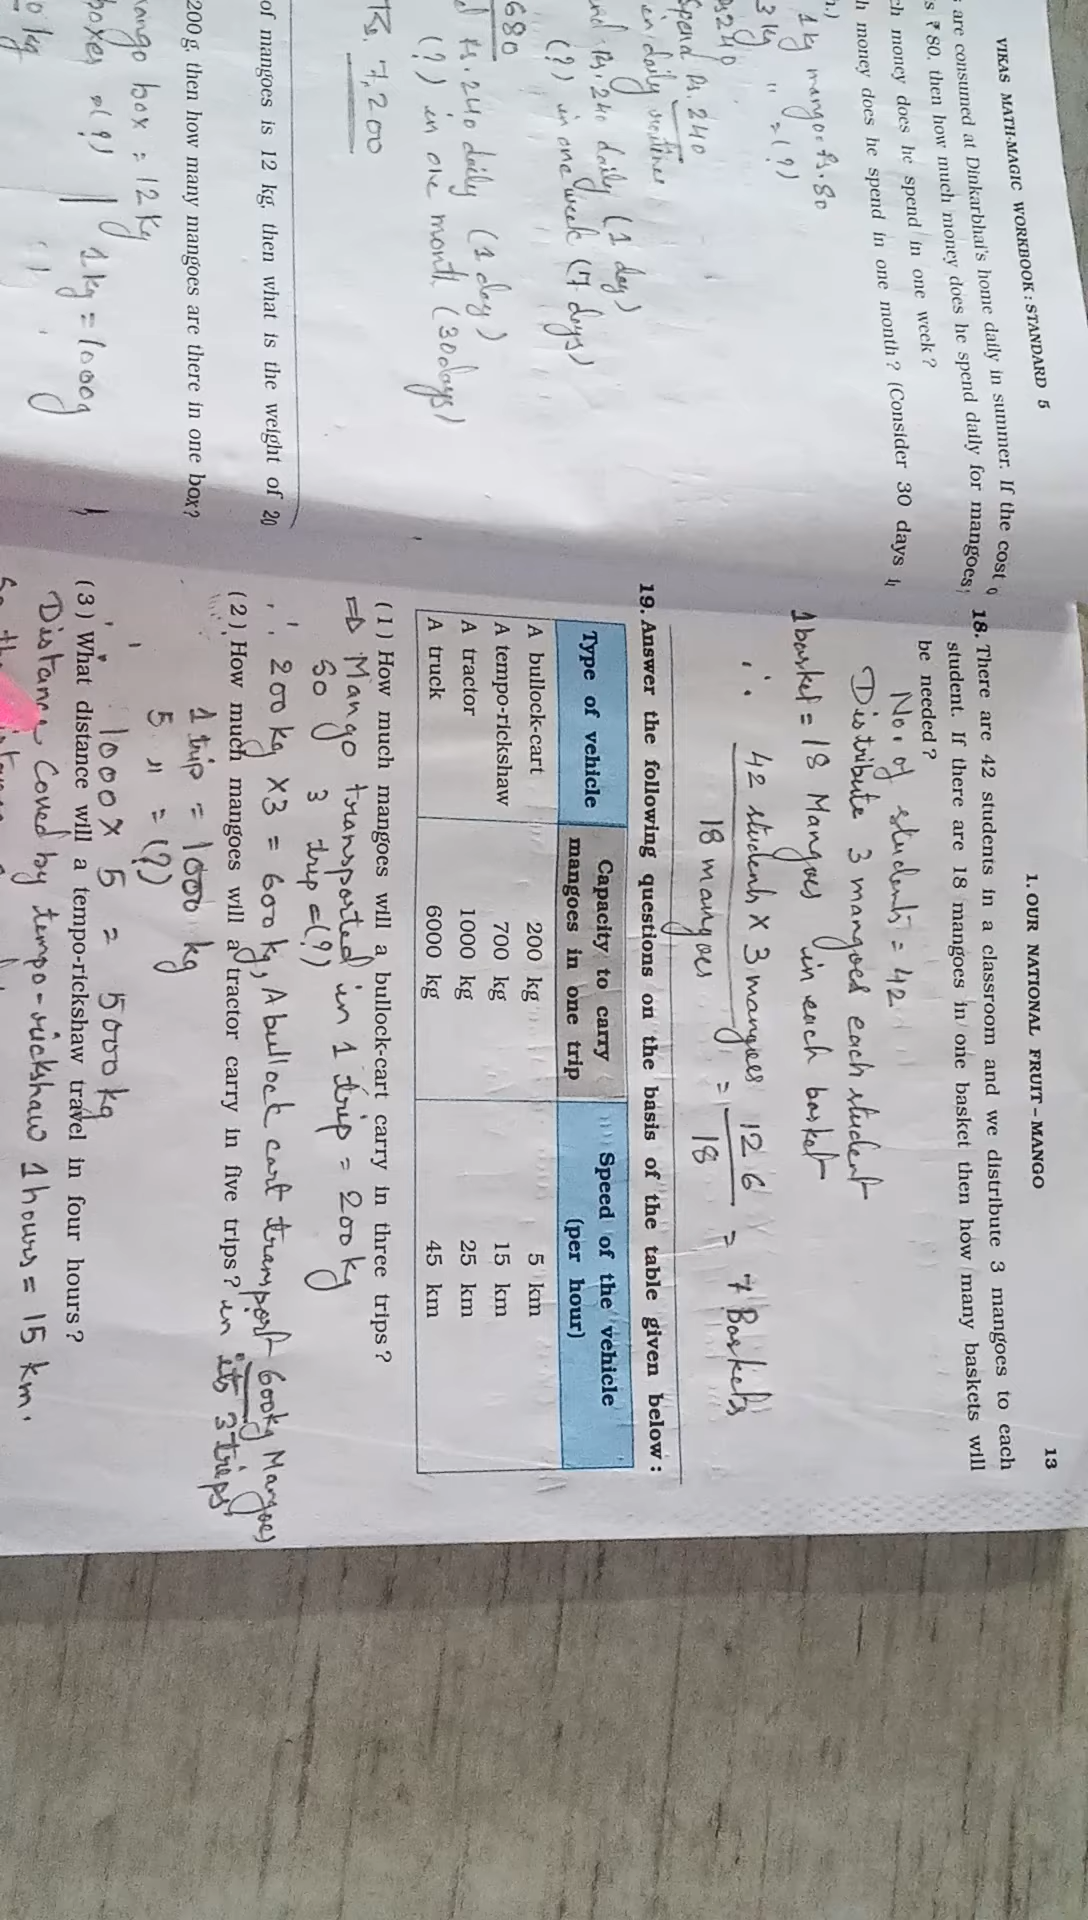 VIKAS MATH-MAGIC WORKBOOK : STANDARD 5
are consumed at Dinkarbhai's home daily in summer. If the cost
s ₹ 80, then how much money does he spend daily for mangoes
ch money does he spend in one week?
h money does he spend in one month? (Consider 30 days
1 kg mangoe Rs. 80
3 kg " = (?)
Spend Rs. 240
Rs. 240 daily (1 day)
(?) in one week (7 days)
680
Rs. 240 daily (1 day)
(?) in one month (30 days)
Rs. 7,200
of mangoes is 12 kg, then what is the weight of 20
200 g, then how many mangoes are there in one box?
ango box = 12 kg
boxes = (?)
1 kg = 1000 g
1. OUR NATIONAL FRUIT – MANGO
13
18. There are 42 students in a classroom and we distribute 3 mangoes to each
student. If there are 18 mangoes in one basket then how many baskets will
be needed?
No. of students = 42
Distribute 3 mangoes each student
1 basket = 18 Mangoes in each basket
∴ 42 students × 3 mangoes = 126 = 7 Baskets
18 mangoes 18
19. Answer the following questions on the basis of the table given below :
Type of vehicle Capacity to carry mangoes in one trip Speed of the vehicle (per hour)
A bullock-cart 200 kg 5 km
A tempo-rickshaw 700 kg 15 km
A tractor 1000 kg 25 km
A truck 6000 kg 45 km
(1) How much mangoes will a bullock-cart carry in three trips?
⇒ Mango transported in 1 trip = 200 kg
So 3 trip = (?)
∴ 200 kg × 3 = 600 kg, A bullock cart transport 600 kg Mangoes
in its 3 trips
(2) How much mangoes will a tractor carry in five trips?
1 trip = 1000 kg
5 " = (?)
∴ 1000 × 5 = 5000 kg
(3) What distance will a tempo-rickshaw travel in four hours?
Distance Coved by tempo-rickshaw 1 hours = 15 km.